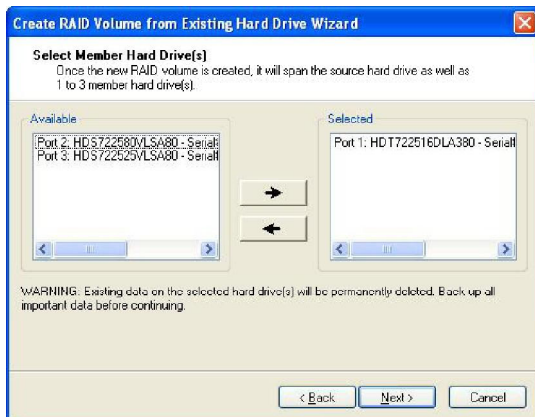 Create RAID Volume from Existing Hard Drive Wizard
Select Member Hard Drive(s)
Once the new RAID volume is created, it will span the source hard drive as well as
1 to 3 member hard drive(s).
Available
Port 2: HDS722580VLSA80 - Serial
Port 3: HDS722525VLSA80 - Serial
Selected
Port 1: HDT722516DLA380 - Serial
WARNING: Existing data on the selected hard drive(s) will be permanently deleted. Back up all
important data before continuing.
< Back
Next >
Cancel